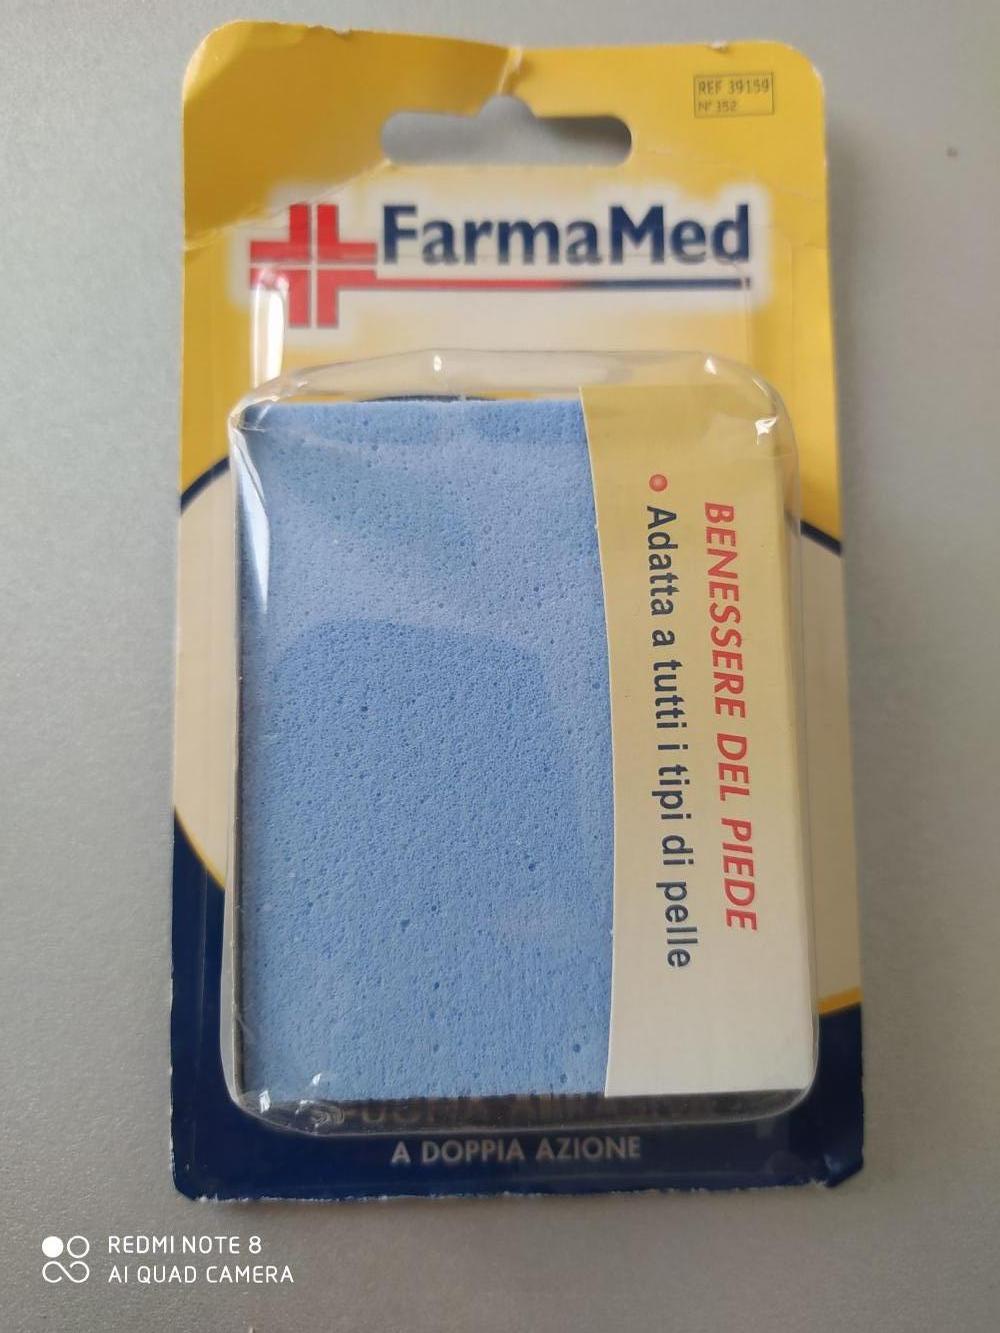 REF 39159
N° 352
FarmaMed
BENESSERE DEL PIEDE
Adatta a tutti i tipi di pelle
A DOPPIA AZIONE
REDMI NOTE 8
AI QUAD CAMERA